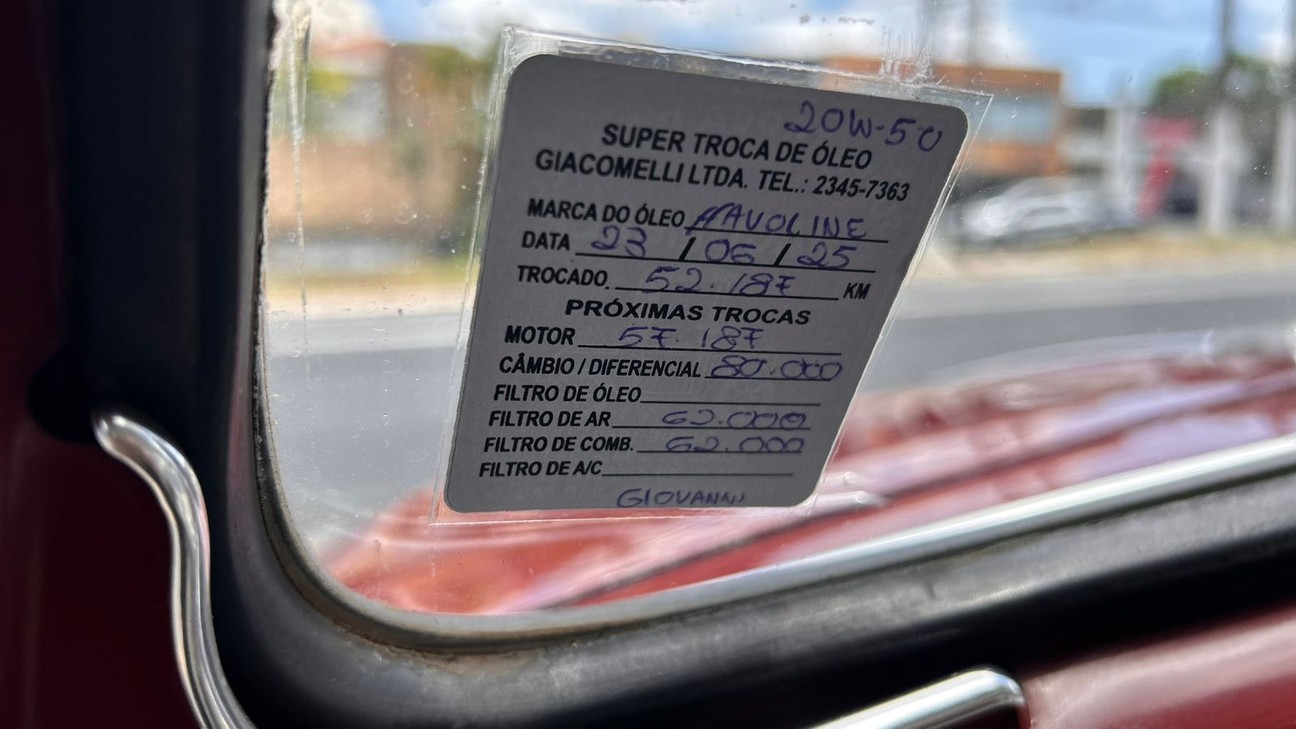 20W-50
SUPER TROCA DE ÓLEO
GIACOMELLI LTDA. TEL.: 2345-7363
MARCA DO ÓLEO HAVOLINE
DATA 23 / 06 / 25
TROCADO 52.187 KM
PRÓXIMAS TROCAS
MOTOR 57.187
CÂMBIO / DIFERENCIAL 80.000
FILTRO DE ÓLEO
FILTRO DE AR 62.000
FILTRO DE COMB. 62.000
FILTRO DE A/C
GIOVANNI